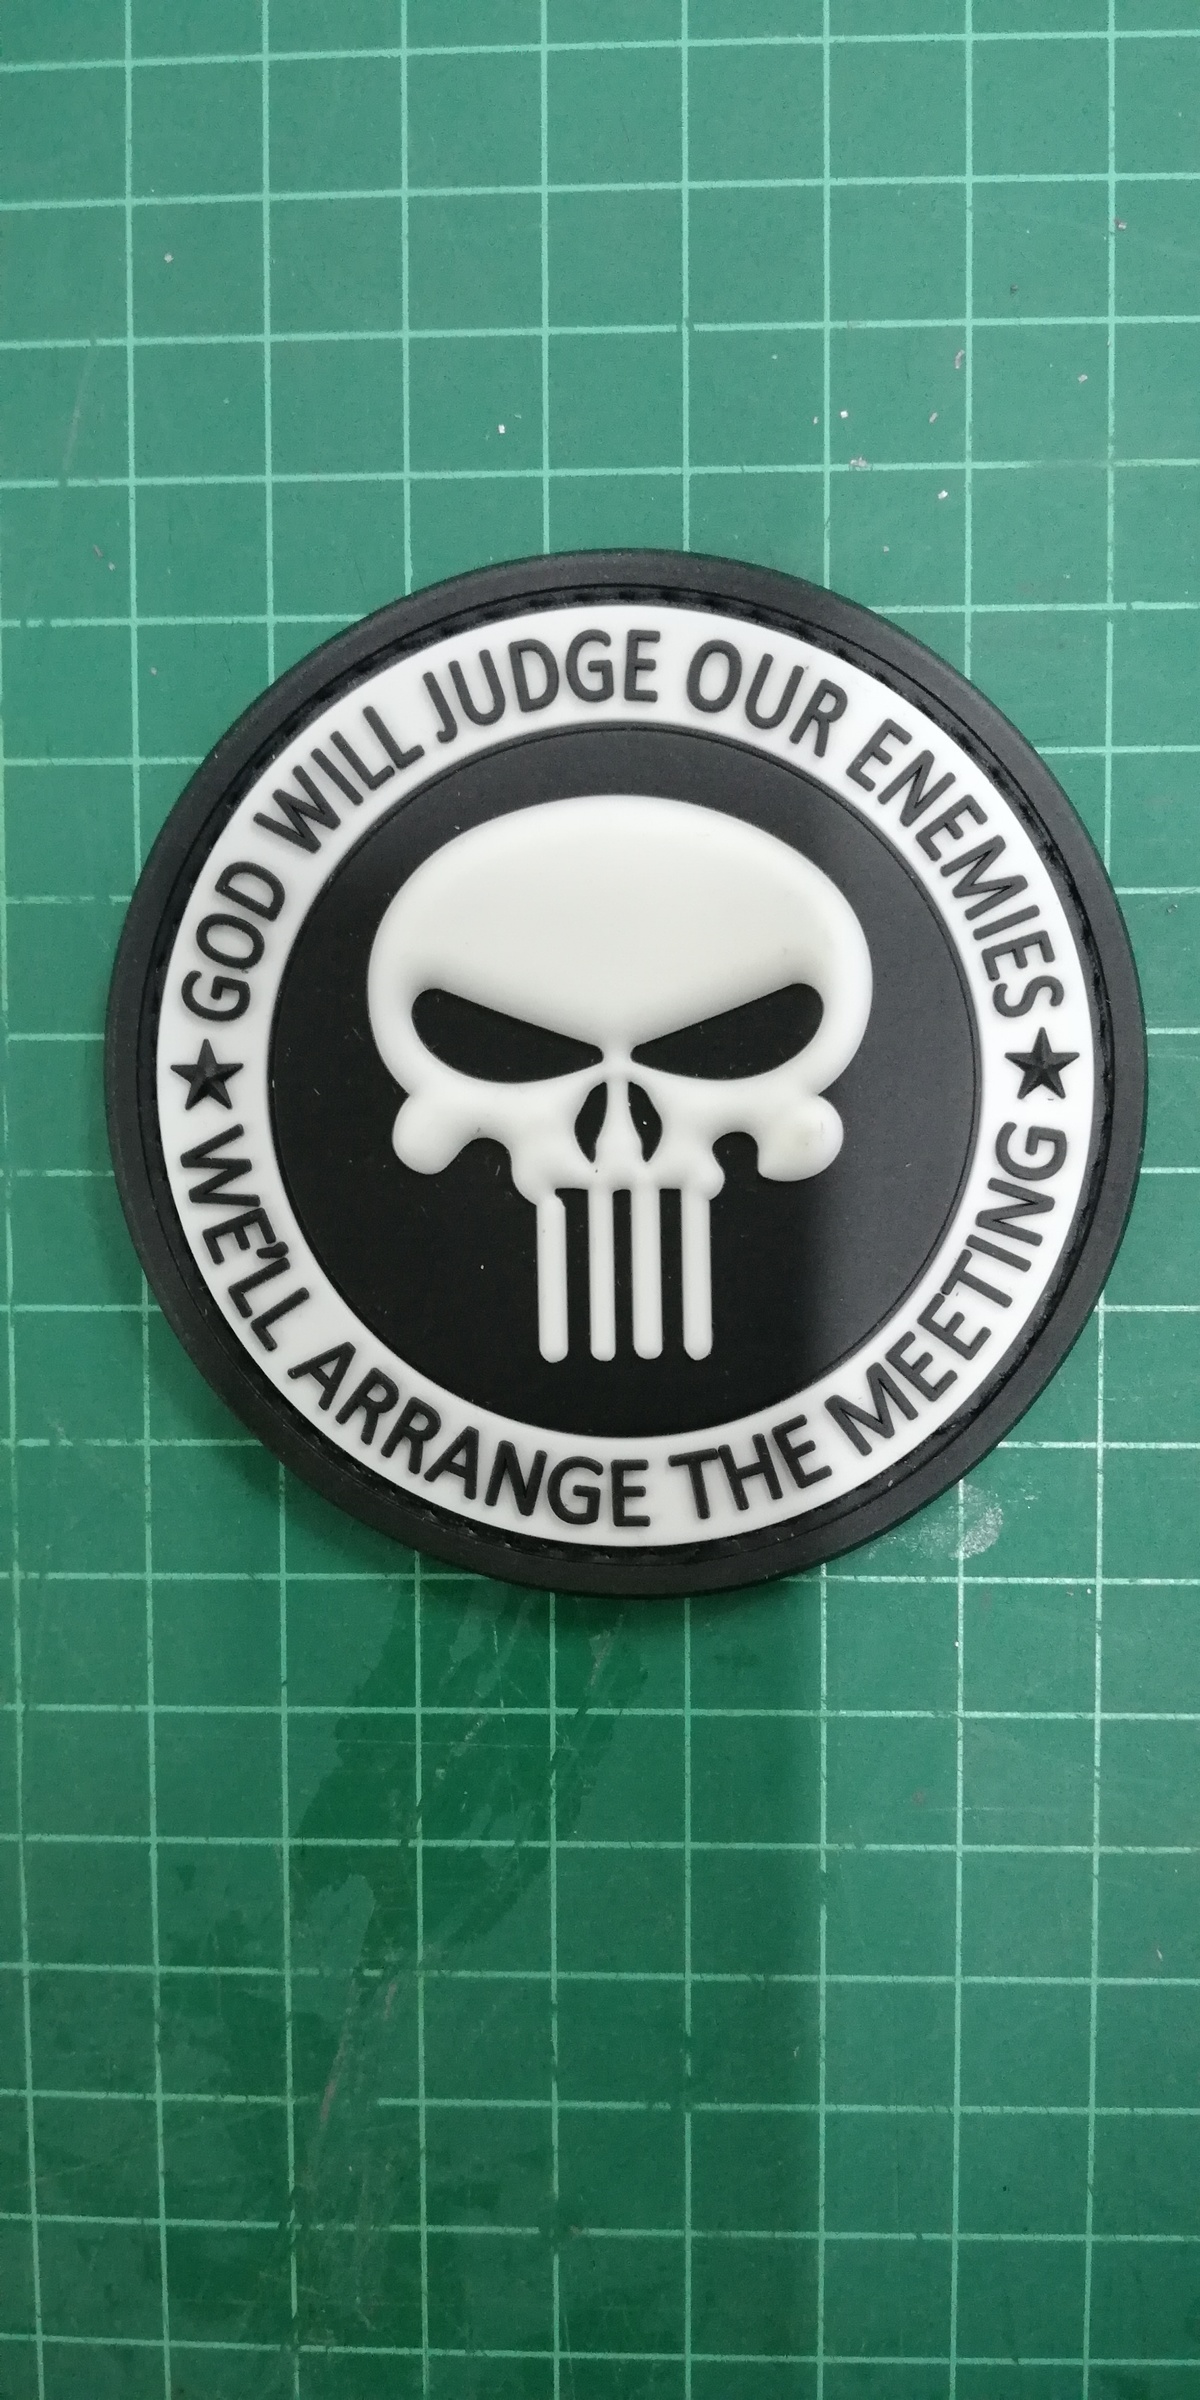 GOD WILL JUDGE OUR ENEMIES
WE'LL ARRANGE THE MEETING